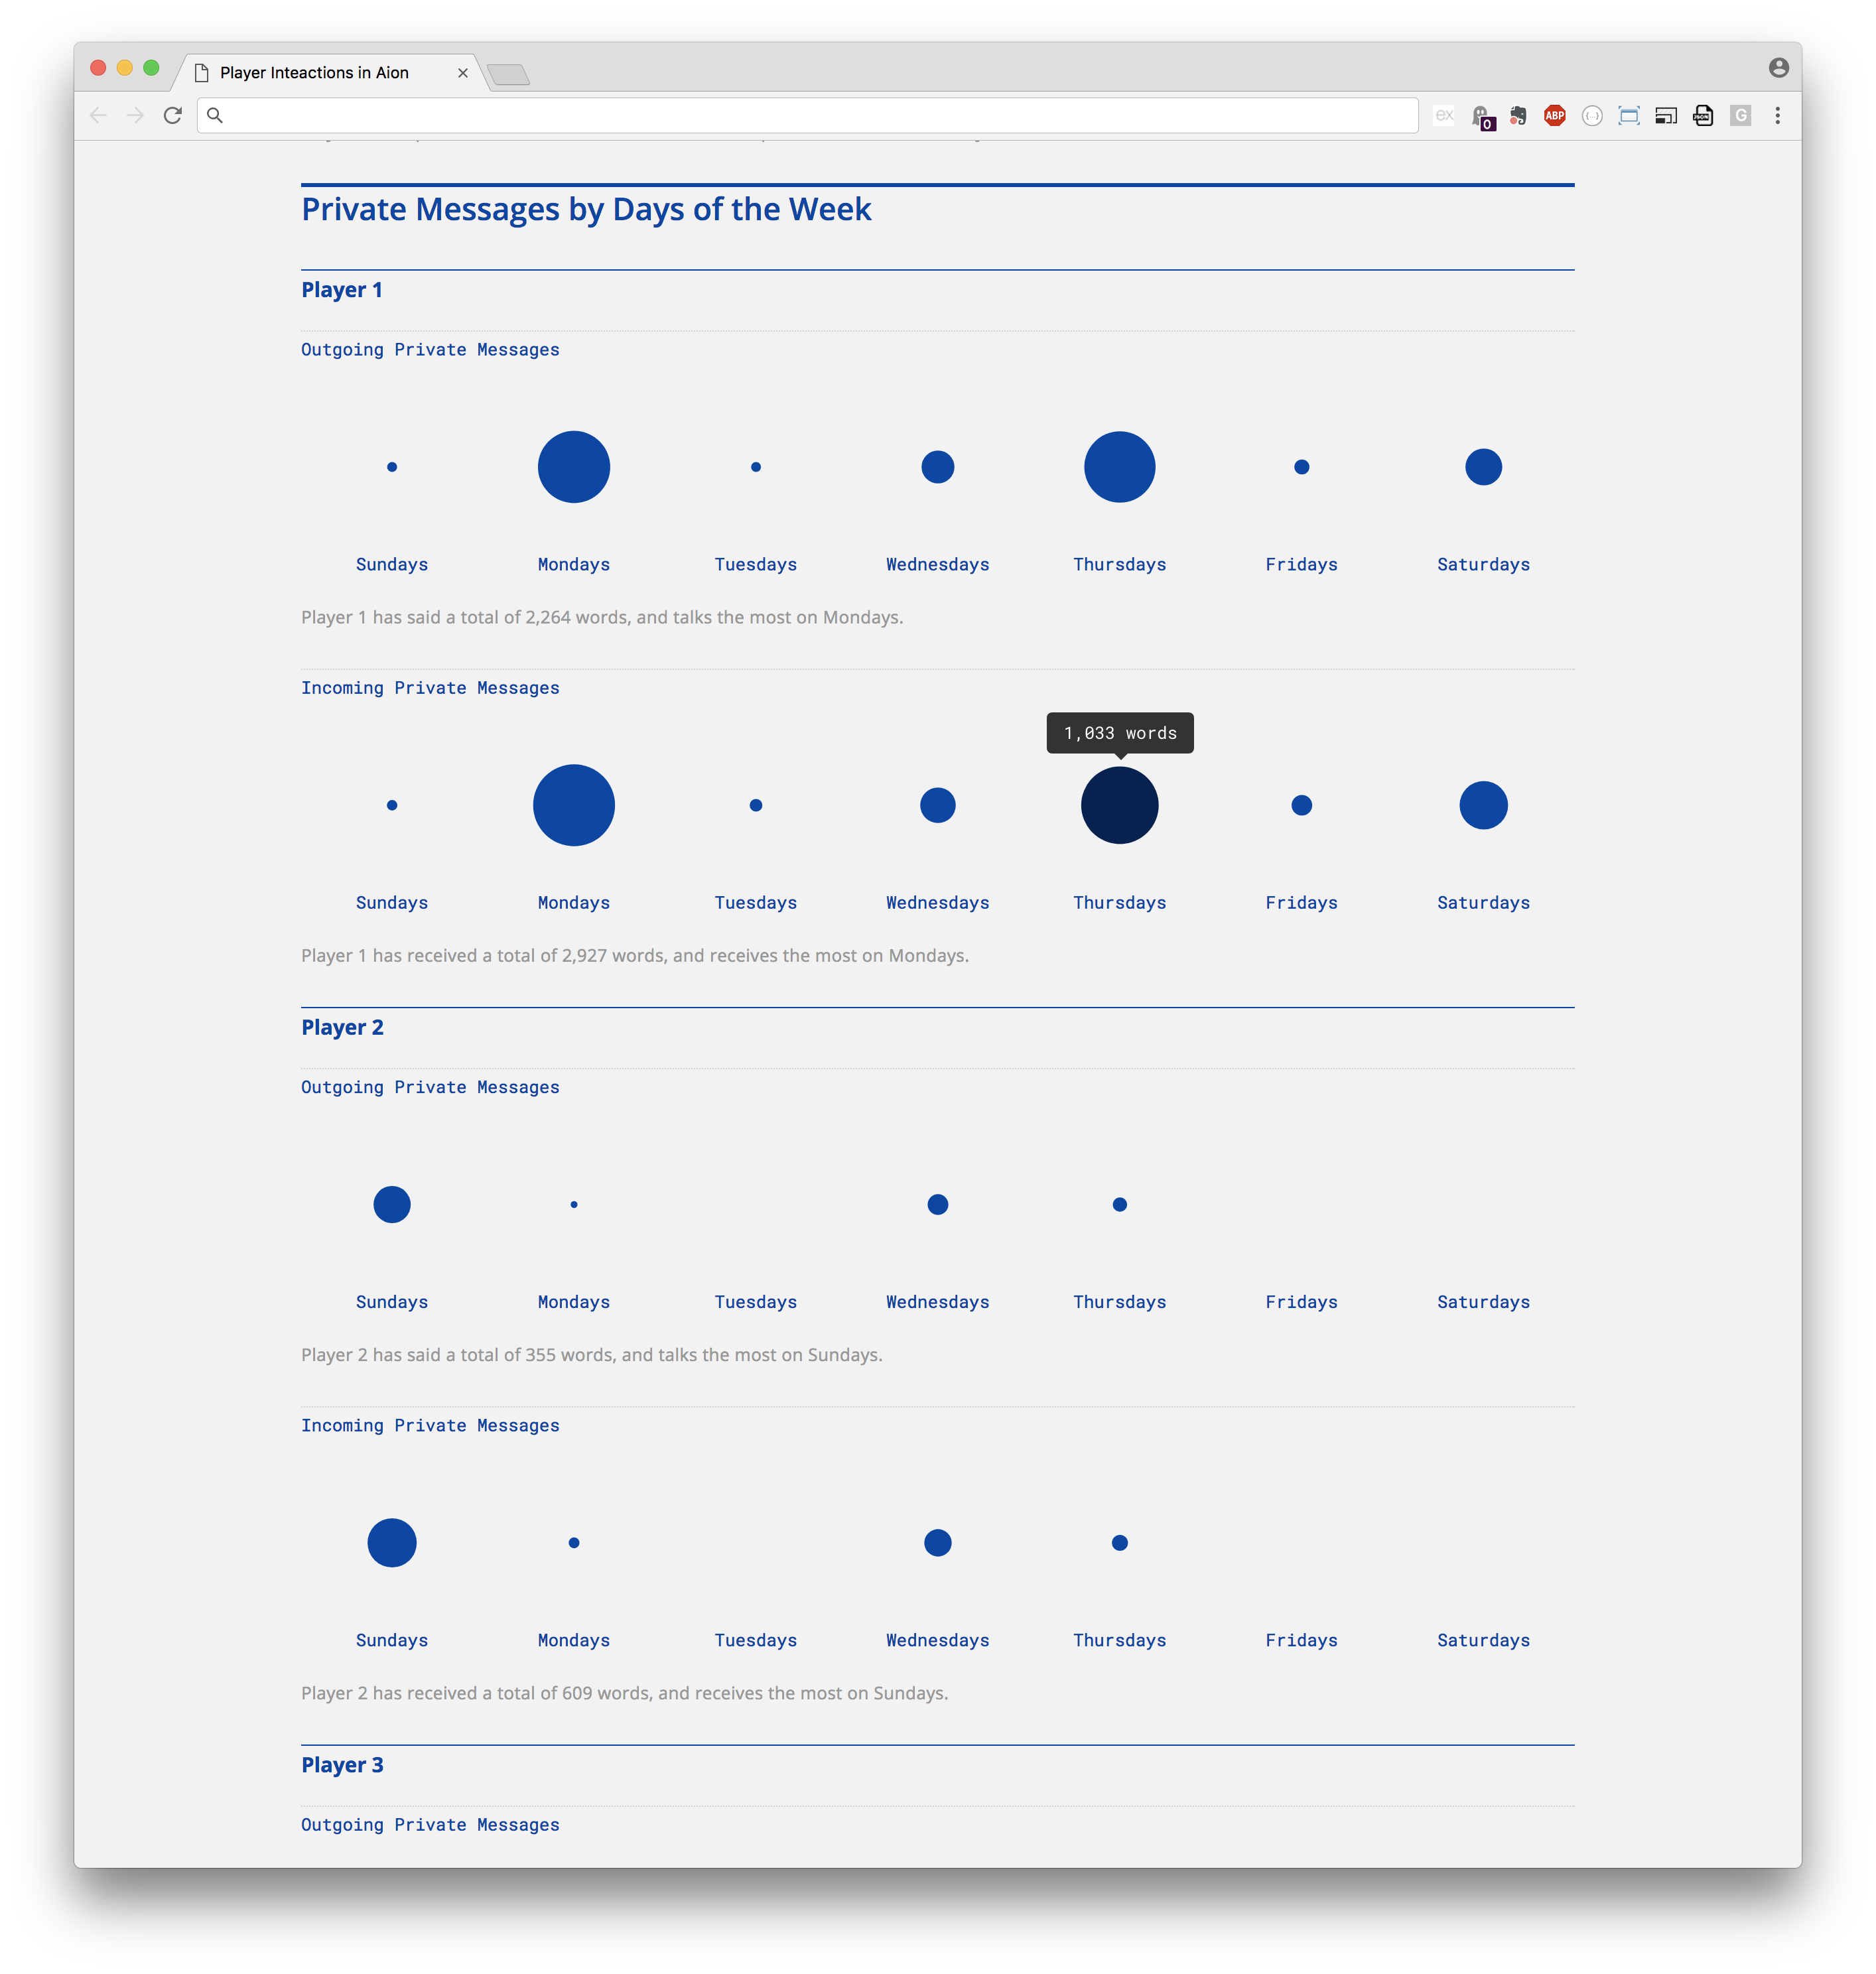 Player Inteactions in Aion
ex
0
ABP
{...}
JSON
G
Private Messages by Days of the Week
Player 1
Outgoing Private Messages
Sundays Mondays Tuesdays Wednesdays Thursdays Fridays Saturdays
Player 1 has said a total of 2,264 words, and talks the most on Mondays.
Incoming Private Messages
1,033 words
Sundays Mondays Tuesdays Wednesdays Thursdays Fridays Saturdays
Player 1 has received a total of 2,927 words, and receives the most on Mondays.
Player 2
Outgoing Private Messages
Sundays Mondays Tuesdays Wednesdays Thursdays Fridays Saturdays
Player 2 has said a total of 355 words, and talks the most on Sundays.
Incoming Private Messages
Sundays Mondays Tuesdays Wednesdays Thursdays Fridays Saturdays
Player 2 has received a total of 609 words, and receives the most on Sundays.
Player 3
Outgoing Private Messages